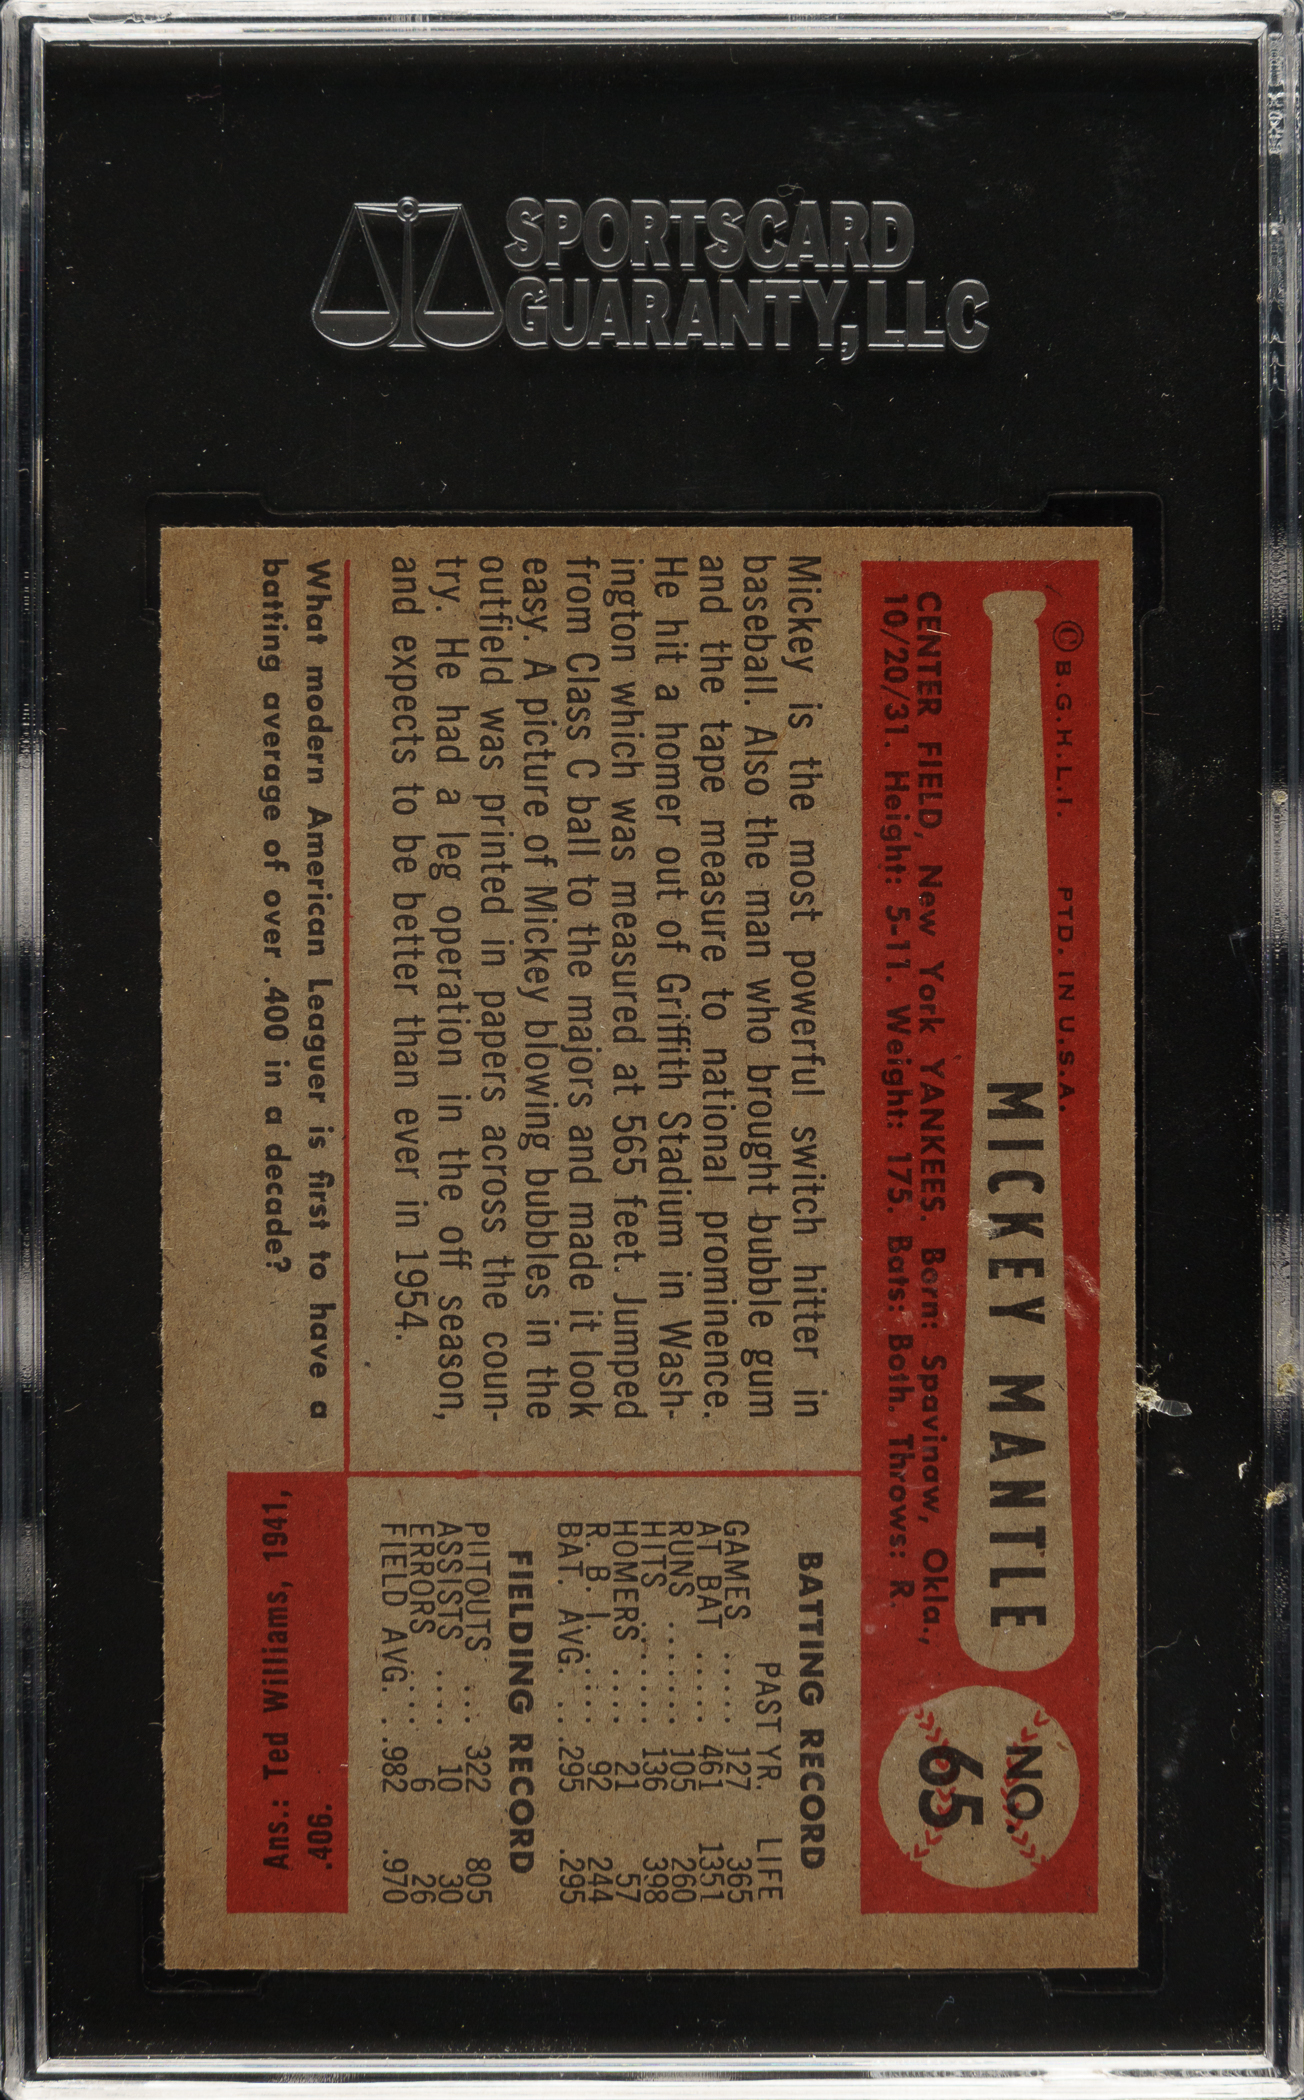 SPORTSCARD
GUARANTY, LLC
© B.G.H.L.I. PTD. IN U.S.A.
MICKEY MANTLE
NO.
65
CENTER FIELD, New York YANKEES. Born: Spavinaw, Okla.,
10/20/31. Height: 5-11. Weight: 175. Bats: Both. Throws: R.
Mickey is the most powerful switch hitter in
baseball. Also the man who brought bubble gum
and the tape measure to national prominence.
He hit a homer out of Griffith Stadium in Wash-
ington which was measured at 565 feet. Jumped
from Class C ball to the majors and made it look
easy. A picture of Mickey blowing bubbles in the
outfield was printed in papers across the coun-
try. He had a leg operation in the off season,
and expects to be better than ever in 1954.
BATTING RECORD
PAST YR. LIFE
GAMES ..... 127 365
AT BAT ..... 461 1351
RUNS ...... 105 260
HITS ....... 136 398
HOMERS .... 21 57
R. B. I. ..... 92 244
BAT. AVG. .. .295 .295
FIELDING RECORD
PUTOUTS ... 322 805
ASSISTS .... 10 30
ERRORS .... 6 26
FIELD AVG. . .982 .970
What modern American Leaguer is first to have a
batting average of over .400 in a decade?
Ans.: Ted Williams, 1941,
.406.